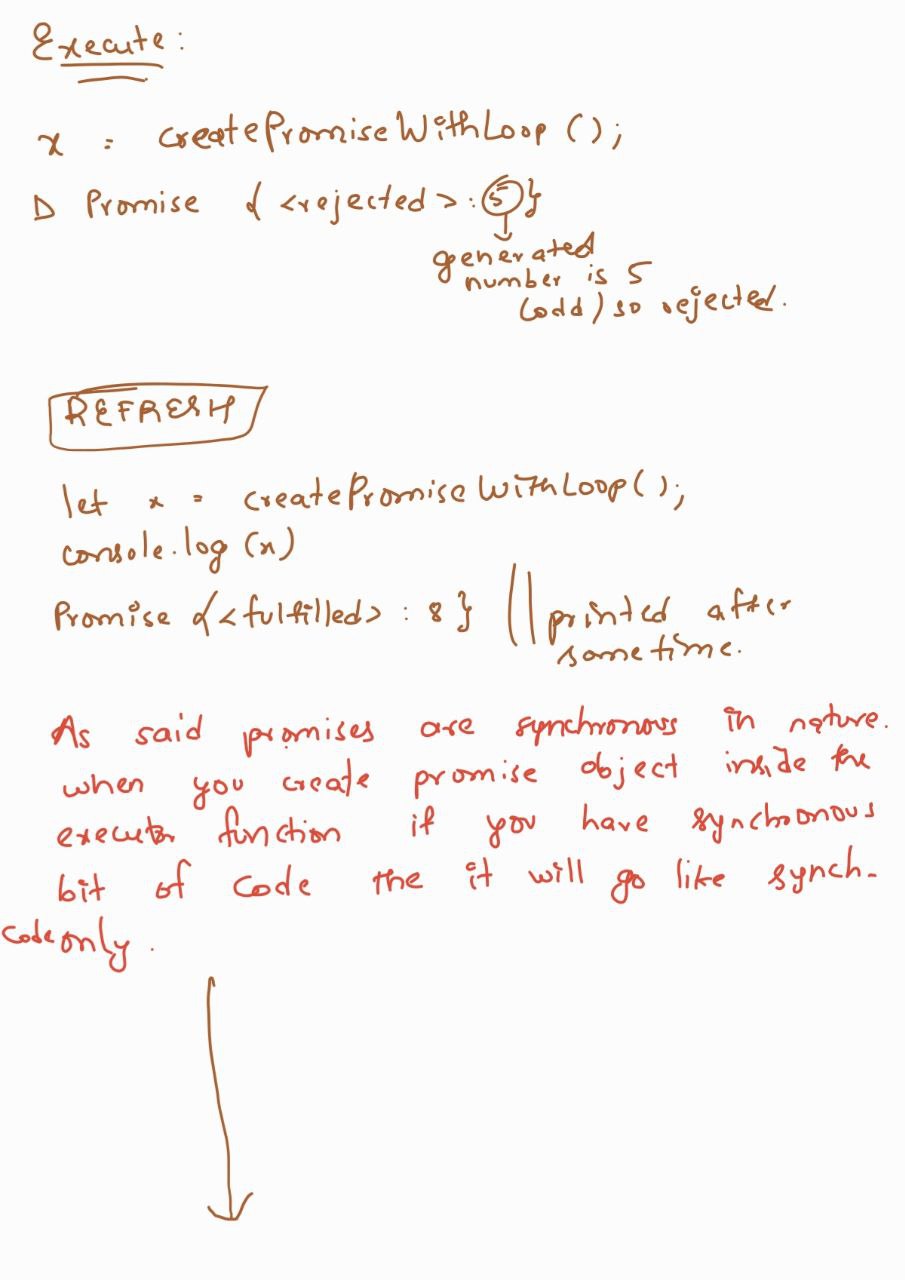 Execute:
x = createPromiseWithLoop();
▷ Promise {<rejected>: 5}
generated
number is 5
(odd) so rejected.
REFRESH
let x = createPromiseWithLoop();
console.log(x)
Promise {<fulfilled> : 8} || printed after
sometime.
As said promises are synchronous in nature.
when you create promise object inside the
executor function if you have synchronous
bit of code the it will go like synch-
code only.